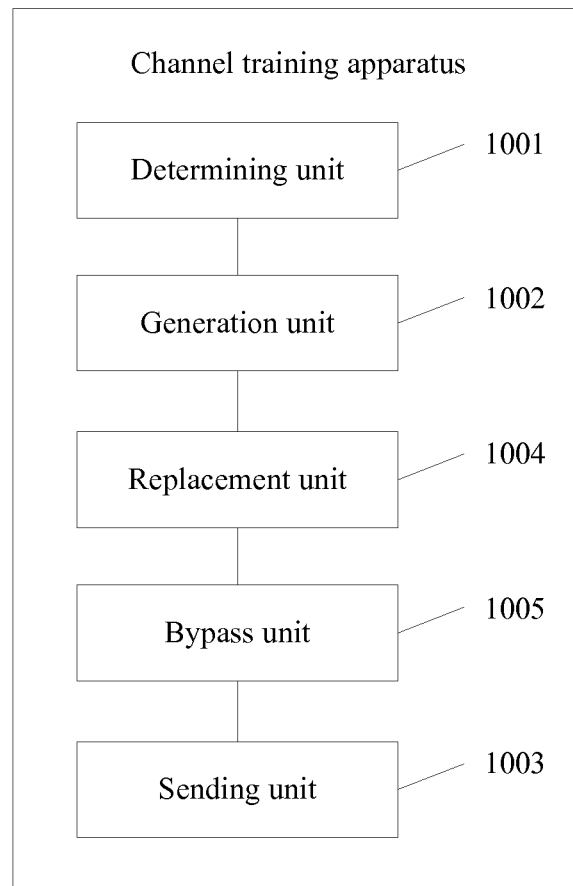 Channel training apparatus
Determining unit
1001
Generation unit
1002
Replacement unit
1004
Bypass unit
1005
Sending unit
1003